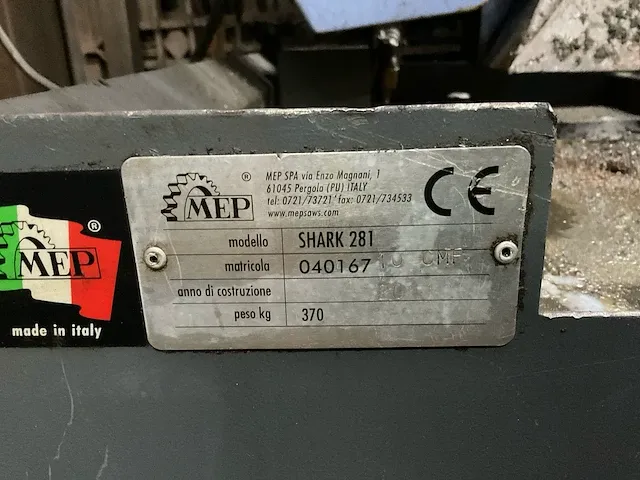 MEP
®
MEP SPA via Enzo Magnani, 1
61045 Pergola (PU) ITALY
tel: 0721/73721 fax: 0721/734533
www.mepsaws.com
CE
modello SHARK 281
matricola 040167
anno di costruzione
peso kg 370
MEP
®
made in italy